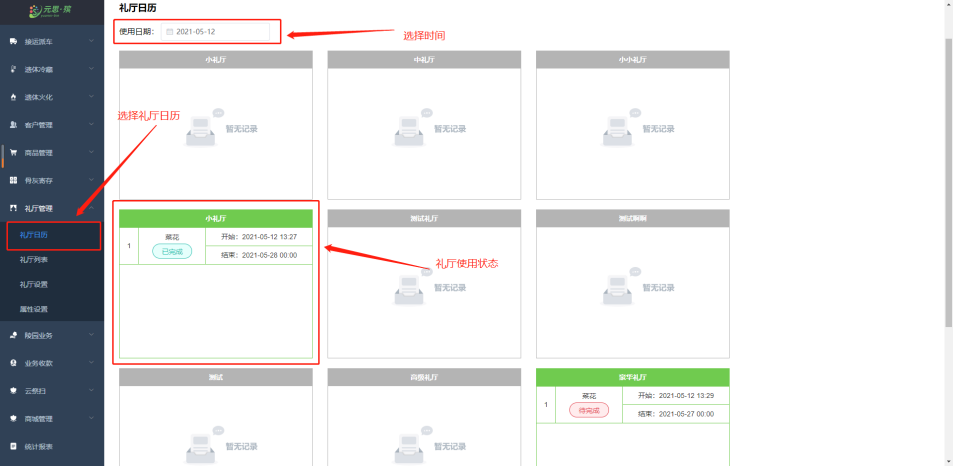 元思·殡
礼厅日历
使用日期： 2021-05-12
选择时间
接运派车
遗体冷藏
遗体火化
客户管理
商品管理
骨灰寄存
礼厅管理
礼厅日历
礼厅列表
礼厅设置
属性设置
陵园业务
业务收款
云祭扫
商城管理
统计报表
选择礼厅日历
小礼厅
暂无记录
中礼厅
暂无记录
小小礼厅
暂无记录
小礼厅
1
菜花
已完成
开始： 2021-05-12 13:27
结束： 2021-05-28 00:00
礼厅使用状态
测试礼厅
暂无记录
测试啊啊
暂无记录
测试
暂无记录
礼厅
暂无记录
豪华礼厅
1
菜花
待完成
开始： 2021-05-12 13:29
结束： 2021-05-27 00:00